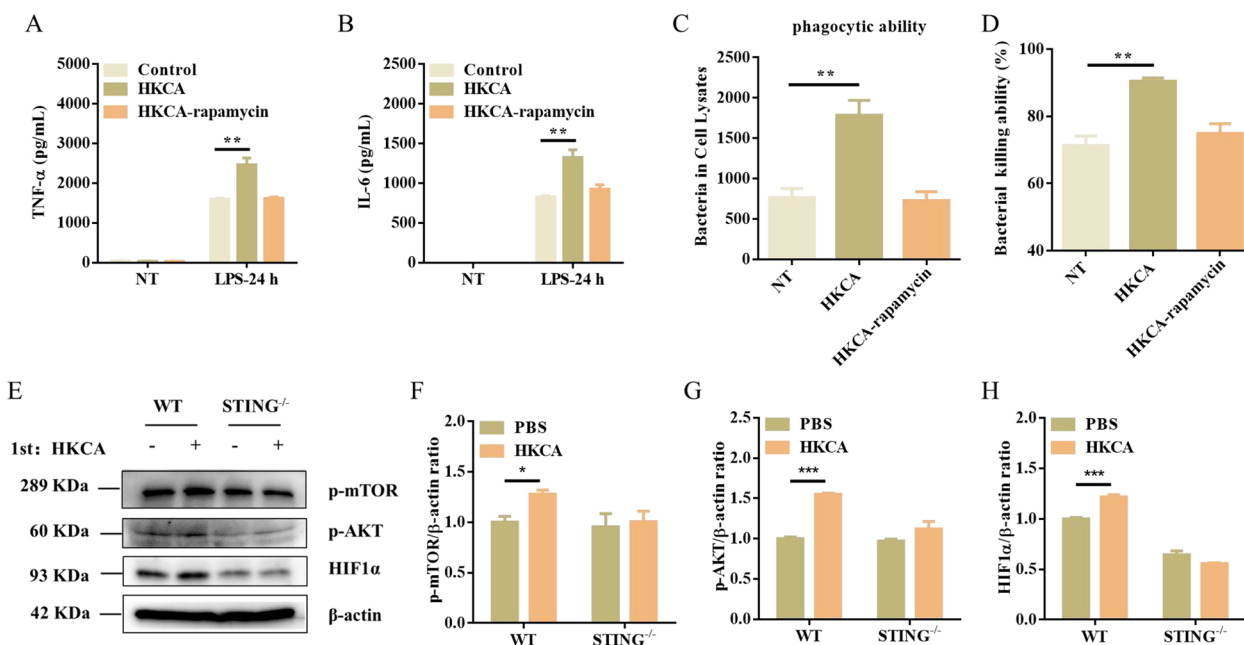 A
Control
HKCA
HKCA-rapamycin
**
TNF-α (pg/mL)
5000
4000
3000
2000
1000
0
NT
LPS-24 h
B
Control
HKCA
HKCA-rapamycin
**
IL-6 (pg/mL)
2500
2000
1500
1000
500
0
NT
LPS-24 h
C
phagocytic ability
**
Bacteria in Cell Lysates
2500
2000
1500
1000
500
0
NT
HKCA
HKCA-rapamycin
D
**
Bacterial killing ability (%)
100
80
60
40
NT
HKCA
HKCA-rapamycin
E
WT STING-/-
1st: HKCA - + - +
289 KDa p-mTOR
60 KDa p-AKT
93 KDa HIF1α
42 KDa β-actin
F
PBS
HKCA
*
p-mTOR/β-actin ratio
2.0
1.5
1.0
0.5
0.0
WT
STING-/-
G
PBS
HKCA
***
p-AKT/β-actin ratio
2.5
2.0
1.5
1.0
0.5
0.0
WT
STING-/-
H
PBS
HKCA
***
HIF1α/β-actin ratio
2.0
1.5
1.0
0.5
0.0
WT
STING-/-